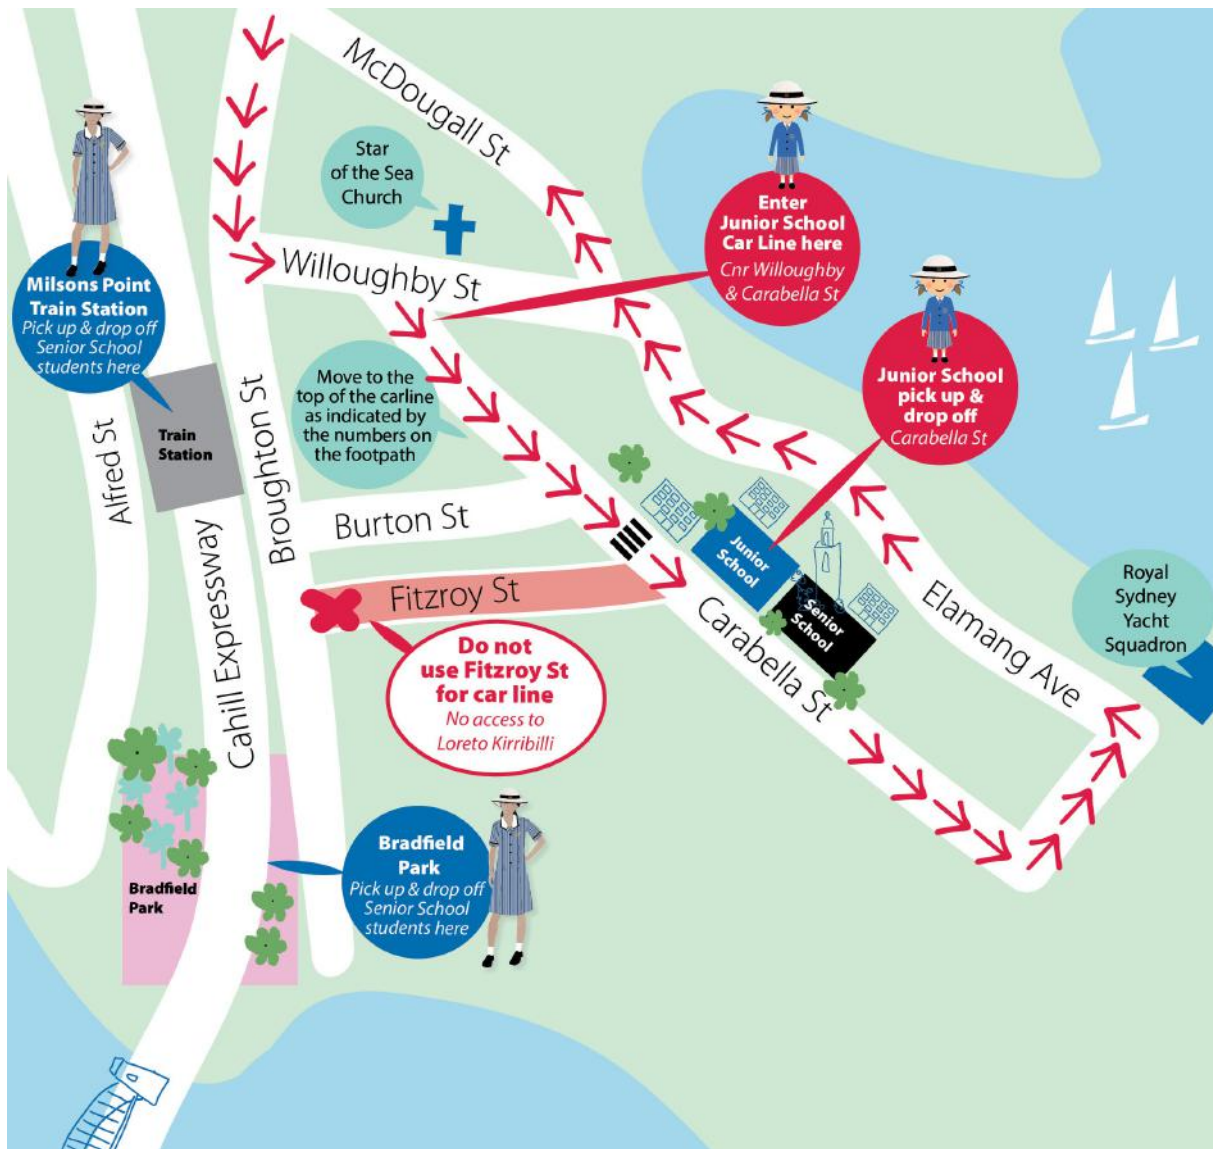 McDougall St
Star
of the Sea
Church
Enter
Junior School
Car Line here
Cnr Willoughby
& Carabella St
Willoughby St
Milsons Point
Train Station
Pick up & drop off
Senior School
students here
Junior School
pick up &
drop off
Carabella St
Move to the
top of the carline
as indicated by
the numbers on
the footpath
Train
Station
Alfred St
Broughton St
Burton St
Junior
School
Fitzroy St
Senior
School
Royal
Sydney
Yacht
Squadron
Elamang Ave
Carabella St
Cahill Expressway
Do not
use Fitzroy St
for car line
No access to
Loreto Kirribilli
Bradfield
Park
Pick up & drop off
Senior School
students here
Bradfield
Park